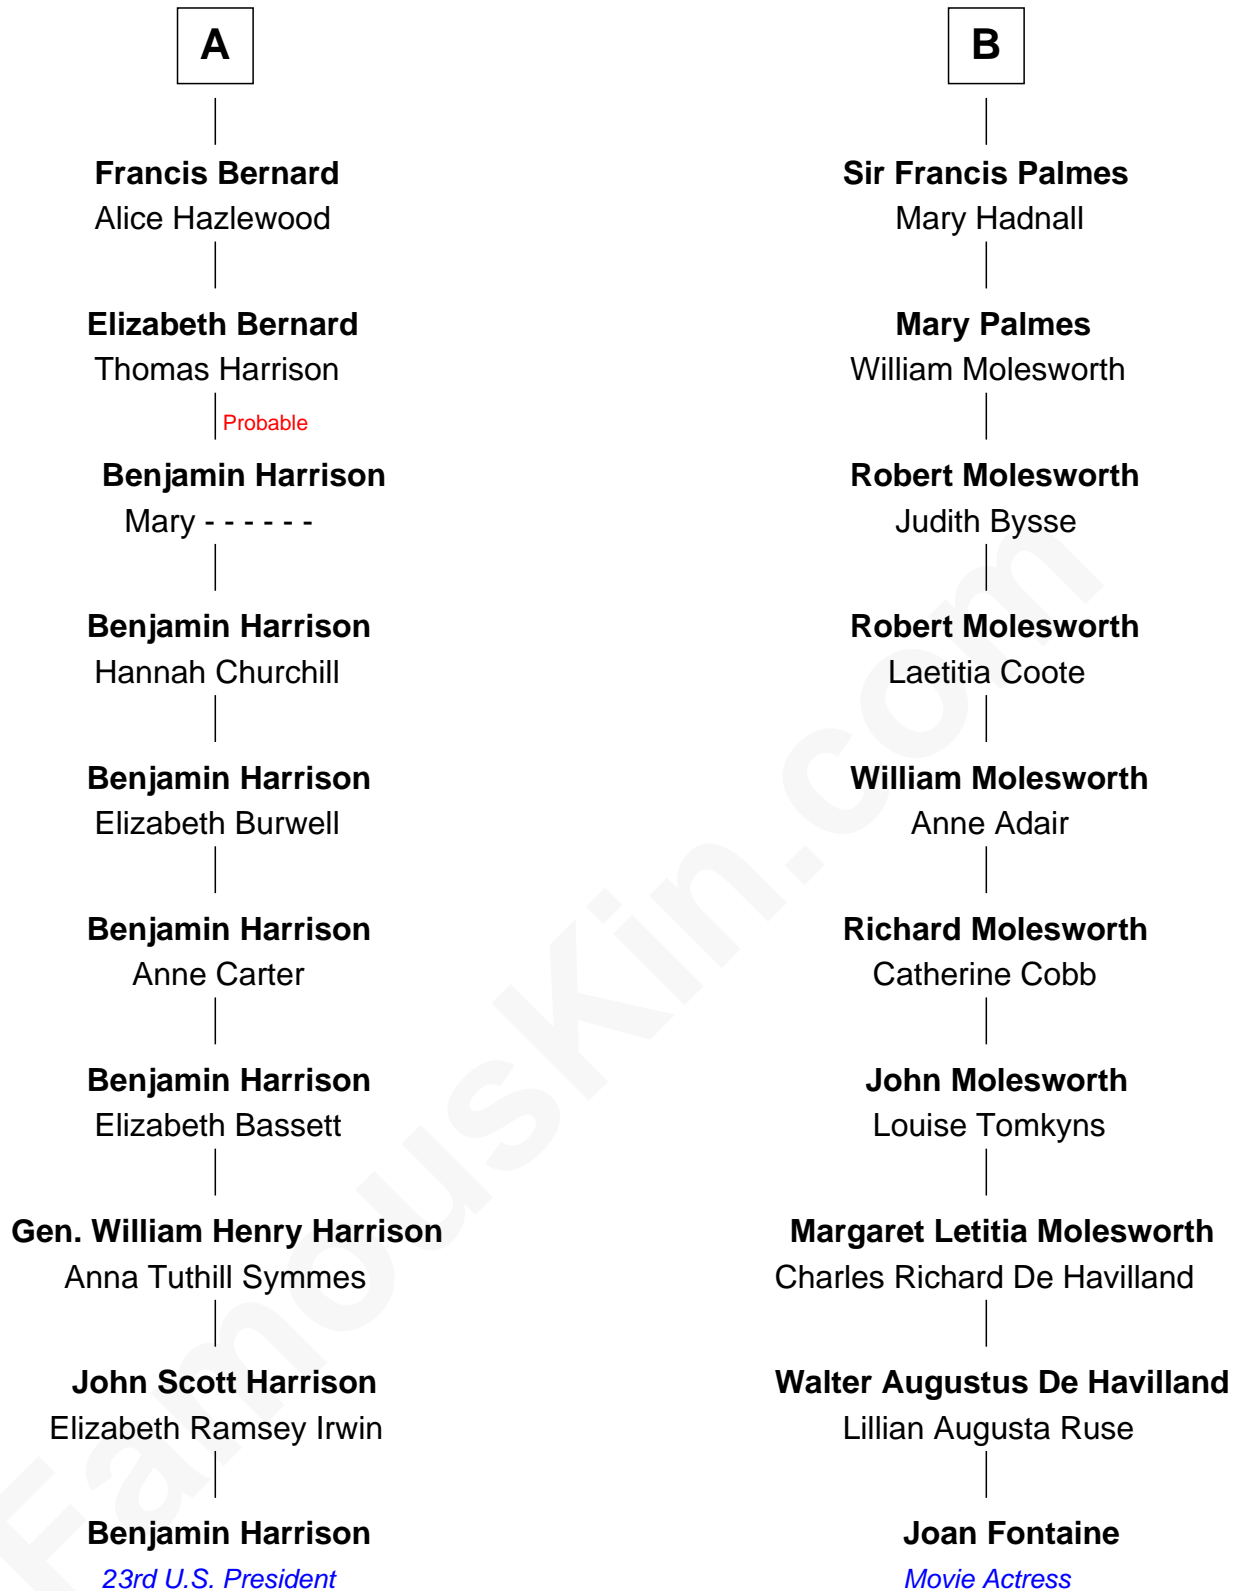 A
Francis Bernard
Alice Hazlewood
Elizabeth Bernard
Thomas Harrison
Probable
Benjamin Harrison
Mary - - - - - -
Benjamin Harrison
Hannah Churchill
Benjamin Harrison
Elizabeth Burwell
Benjamin Harrison
Anne Carter
Benjamin Harrison
Elizabeth Bassett
Gen. William Henry Harrison
Anna Tuthill Symmes
John Scott Harrison
Elizabeth Ramsey Irwin
Benjamin Harrison
23rd U.S. President
B
Sir Francis Palmes
Mary Hadnall
Mary Palmes
William Molesworth
Robert Molesworth
Judith Bysse
Robert Molesworth
Laetitia Coote
William Molesworth
Anne Adair
Richard Molesworth
Catherine Cobb
John Molesworth
Louise Tomkyns
Margaret Letitia Molesworth
Charles Richard De Havilland
Walter Augustus De Havilland
Lillian Augusta Ruse
Joan Fontaine
Movie Actress
FamousKin.com